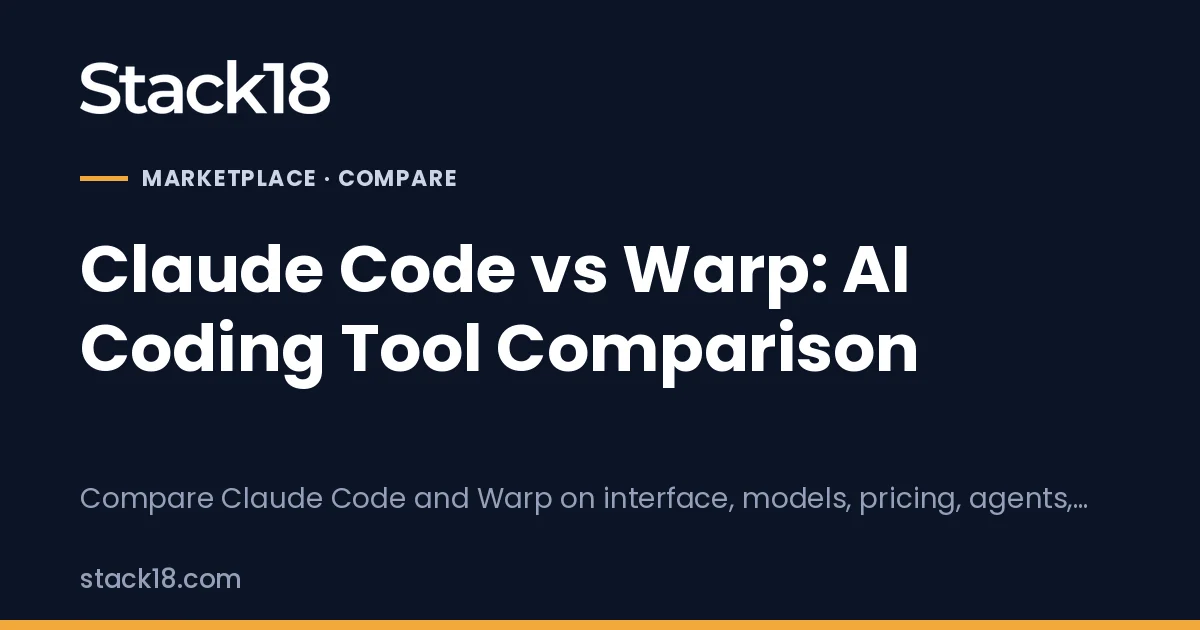 Stack18
MARKETPLACE · COMPARE
Claude Code vs Warp: AI
Coding Tool Comparison
Compare Claude Code and Warp on interface, models, pricing, agents,...
stack18.com